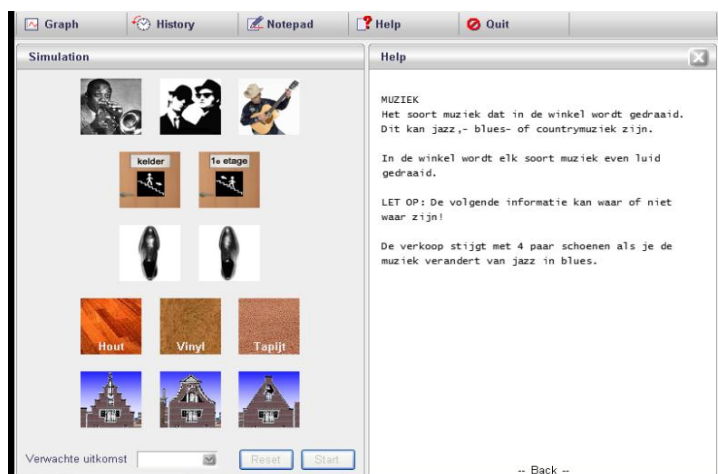 Graph History Notepad Help Quit
Simulation
kelder 1e etage
Hout Vinyl Tapijt
Verwachte uitkomst Reset Start
Help
MUZIEK
Het soort muziek dat in de winkel wordt gedraaid.
Dit kan jazz,- blues- of countrymuziek zijn.
In de winkel wordt elk soort muziek even luid
gedraaid.
LET OP: De volgende informatie kan waar of niet
waar zijn!
De verkoop stijgt met 4 paar schoenen als je de
muziek verandert van jazz in blues.
-- Back --